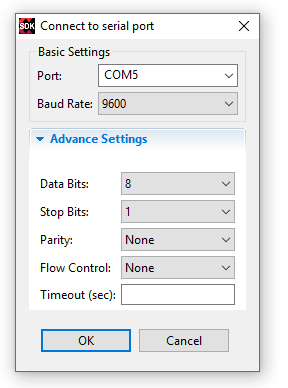 SDK Connect to serial port
Basic Settings
Port: COM5
Baud Rate: 9600
Advance Settings
Data Bits: 8
Stop Bits: 1
Parity: None
Flow Control: None
Timeout (sec):
OK Cancel